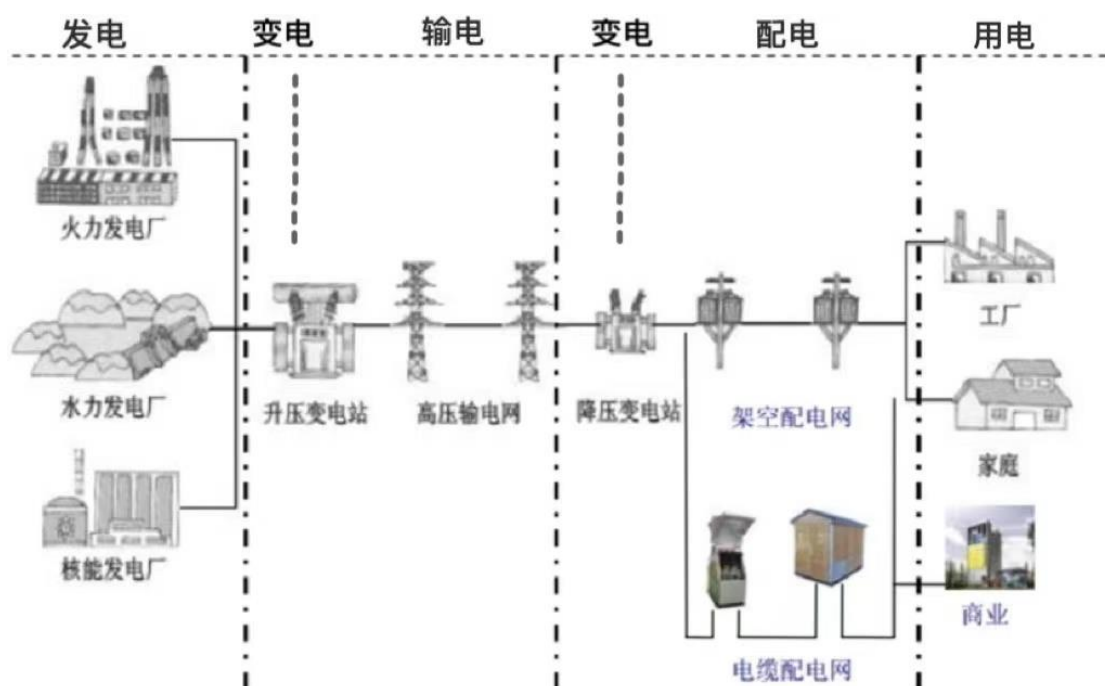 发电
变电
输电
变电
配电
用电
火力发电厂
水力发电厂
升压变电站
高压输电网
降压变电站
架空配电网
工厂
家庭
核能发电厂
商业
电缆配电网